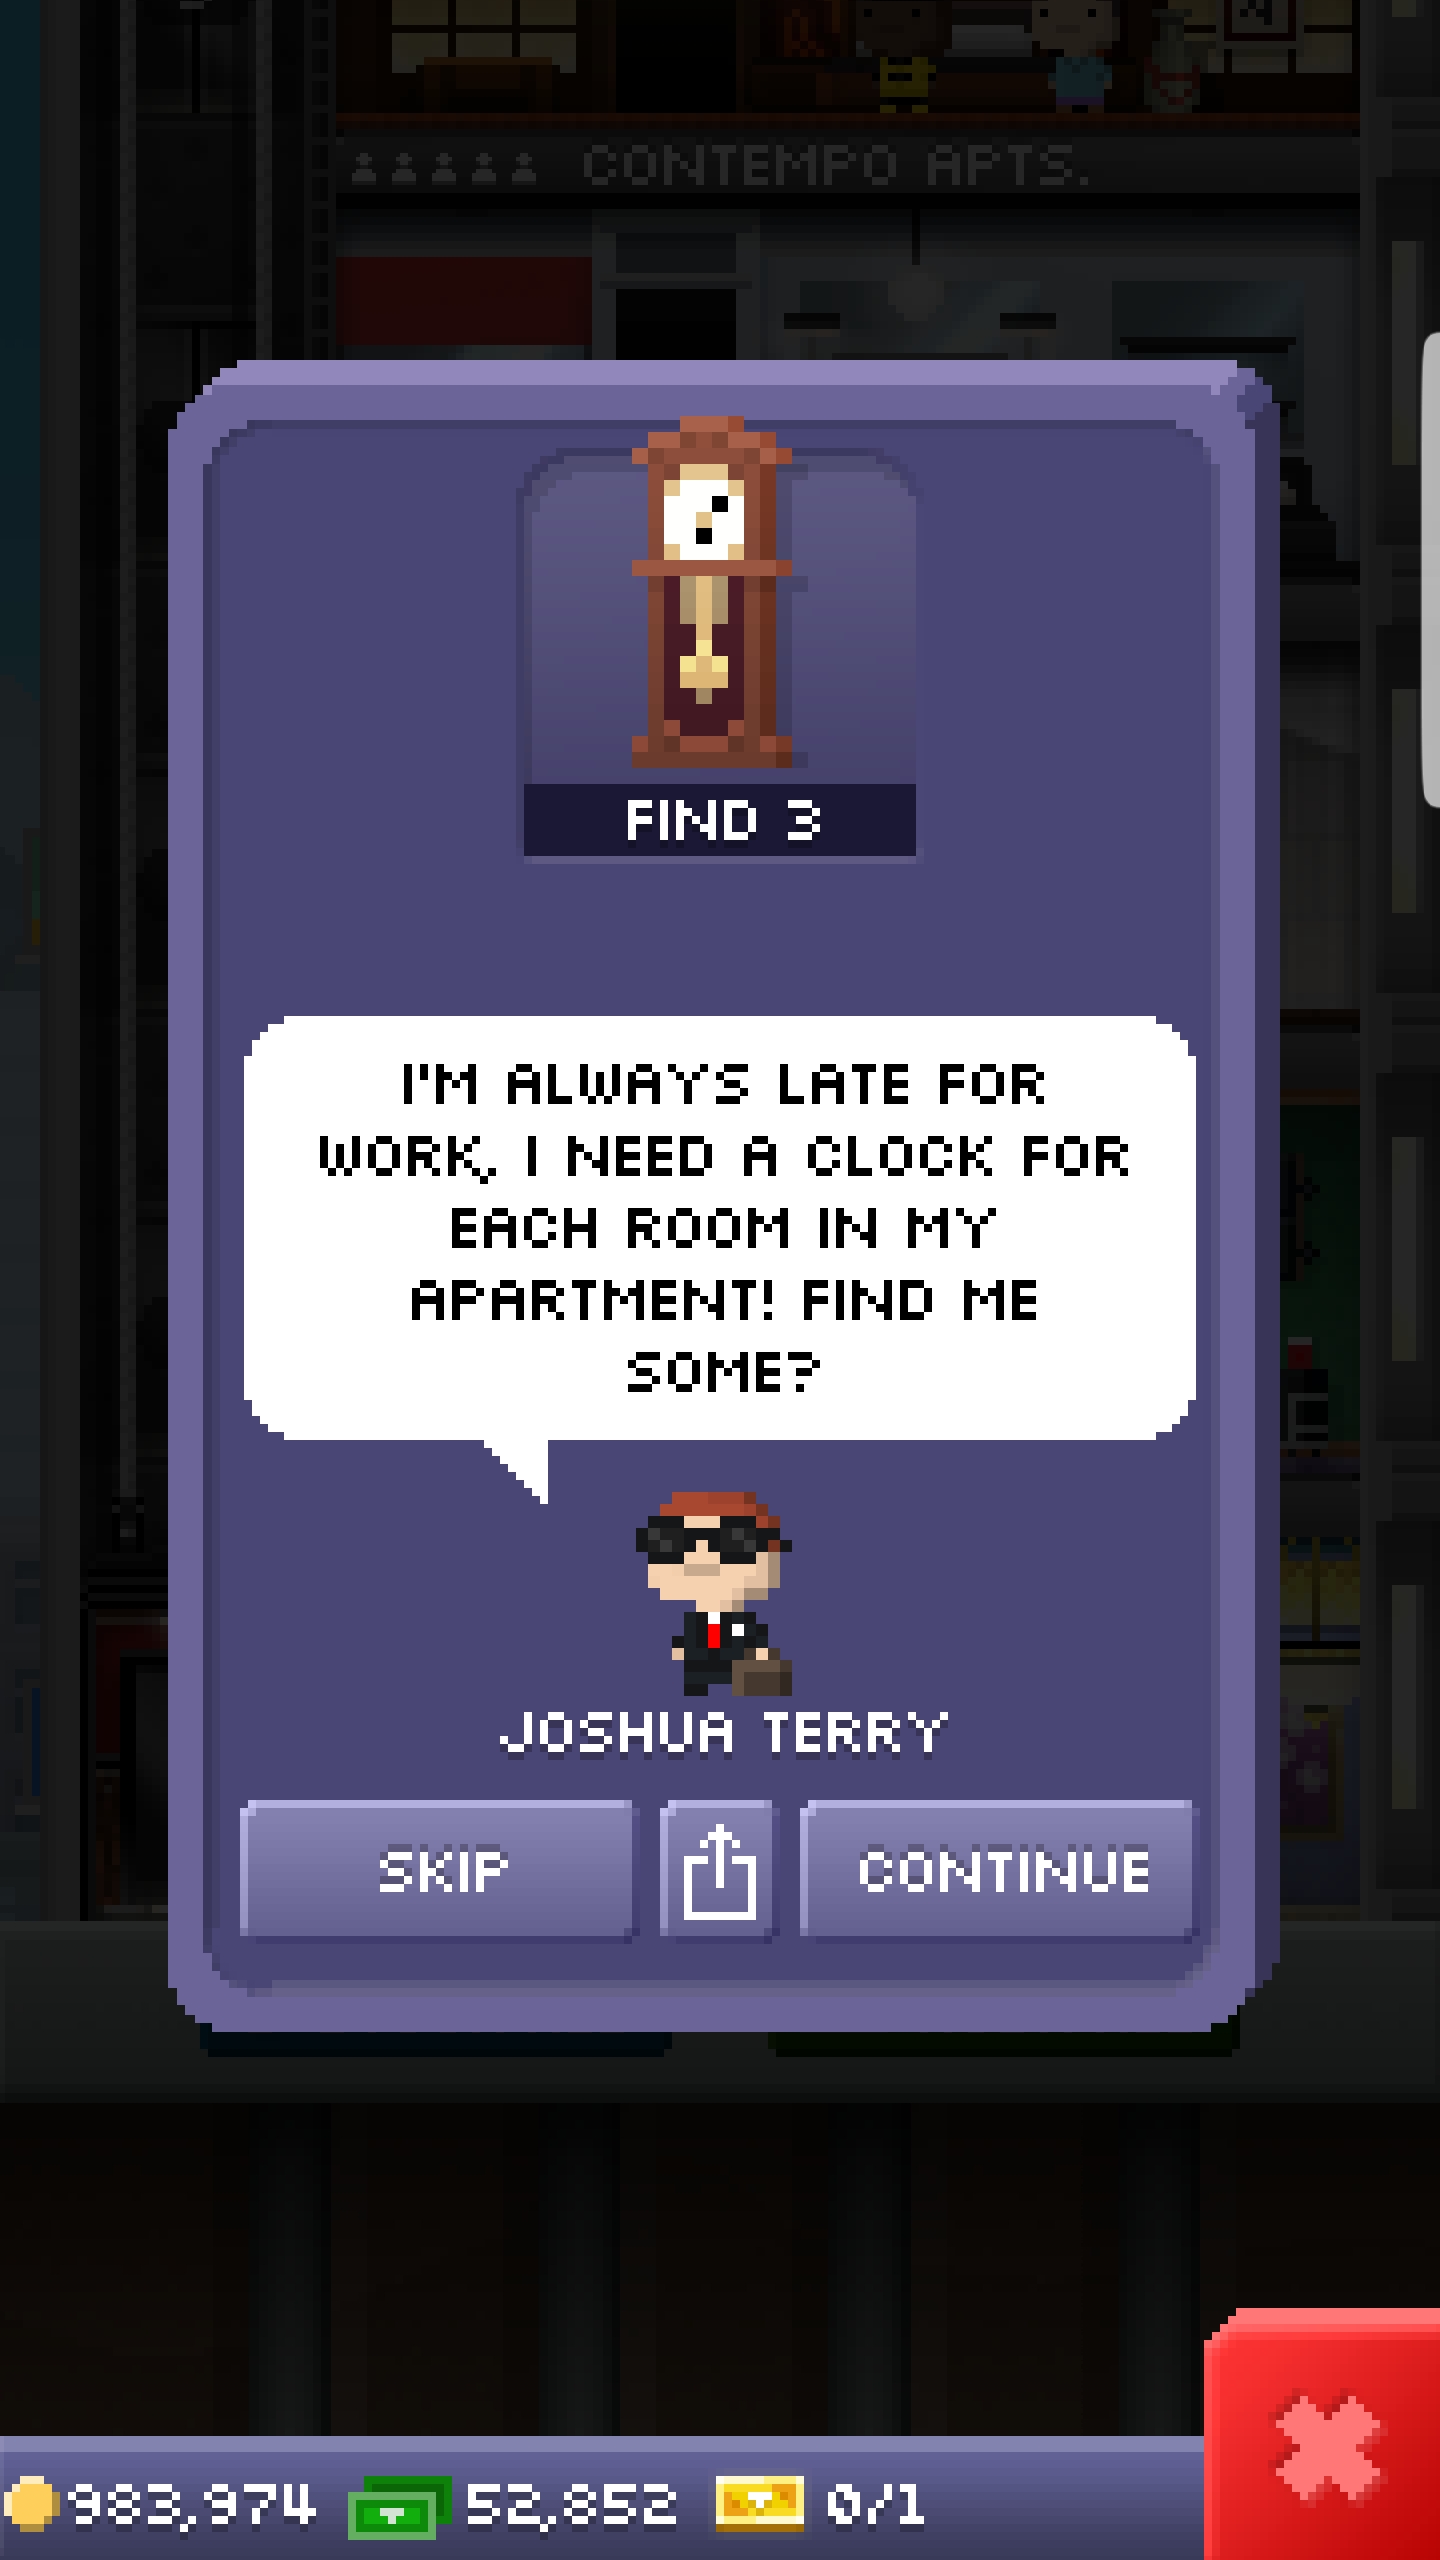 CONTEMPO APTS.
FIND 3
I'M ALWAYS LATE FOR
WORK, I NEED A CLOCK FOR
EACH ROOM IN MY
APARTMENT! FIND ME
SOME?
JOSHUA TERRY
SKIP
CONTINUE
983,974
52,852
0/1